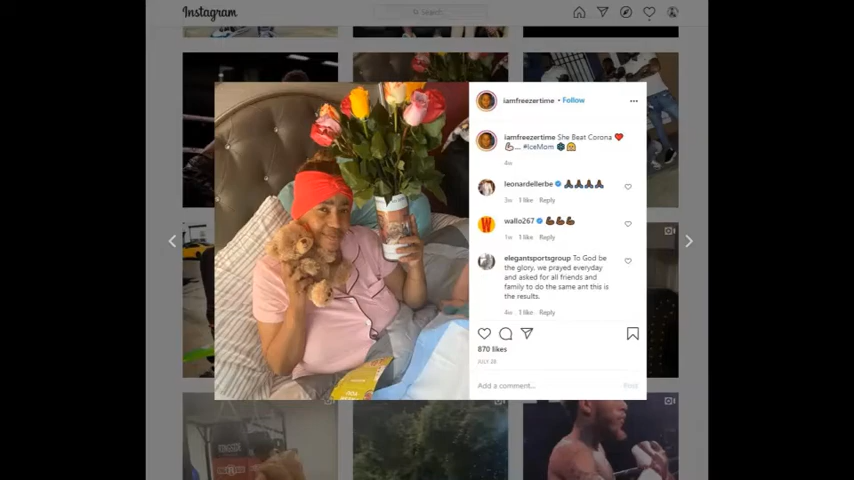 Instagram
Search
iamfreezertime • Follow
iamfreezertime She Beat Corona ❤️
💪🏻.... #IceMom
4w
leonardellerbe 🙏🏿🙏🏿🙏🏿🙏🏿
3w 1 like Reply
wallo267 💪🏿💪🏿💪🏿
1w 1 like Reply
elegantsportsgroup To God be
the glory, we prayed everyday
and asked for all friends and
family to do the same ant this is
the results.
4w 1 like Reply
870 likes
JULY 28
Add a comment...
Post